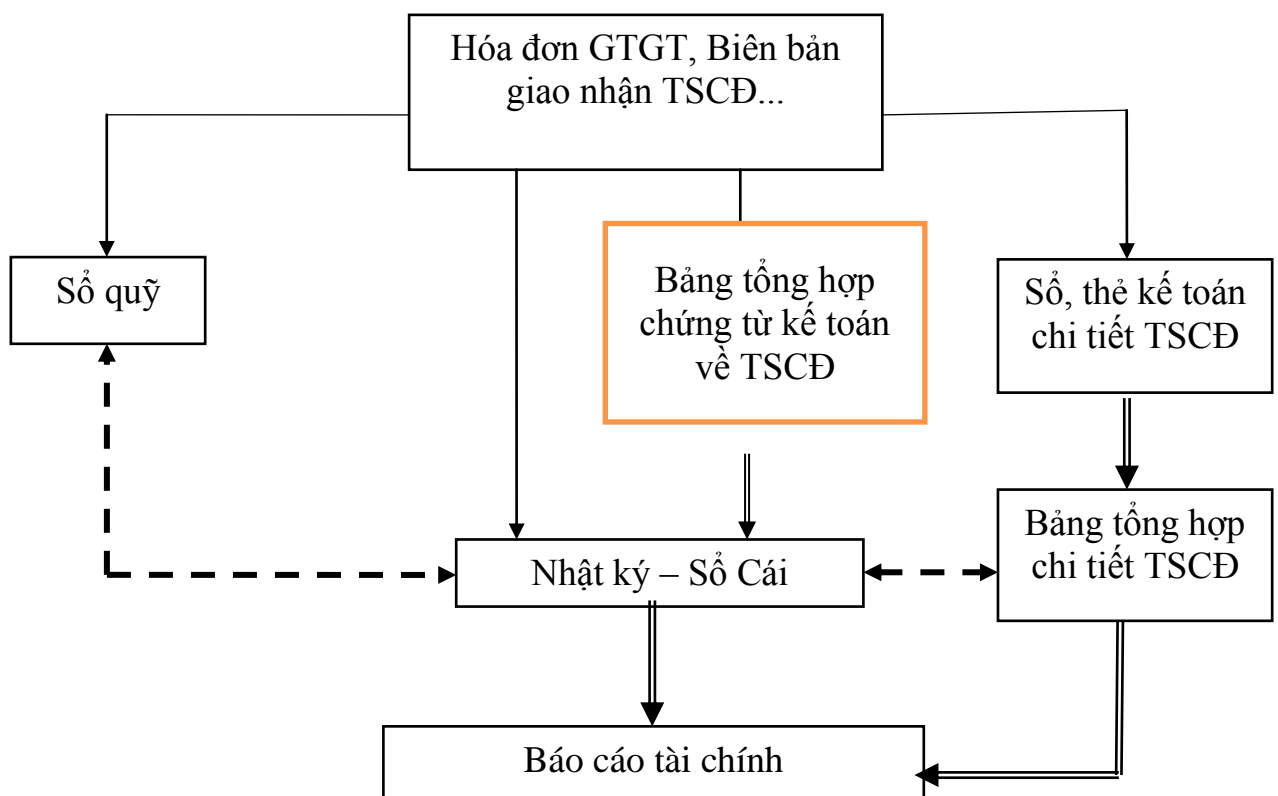 Hóa đơn GTGT, Biên bản
giao nhận TSCĐ...
Sổ quỹ
Bảng tổng hợp
chứng từ kế toán
về TSCĐ
Sổ, thẻ kế toán
chi tiết TSCĐ
Nhật ký – Sổ Cái
Bảng tổng hợp
chi tiết TSCĐ
Báo cáo tài chính